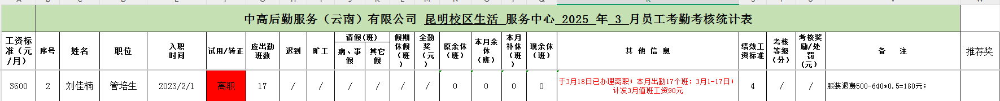 中高后勤服务（云南）有限公司 昆明校区生活 服务中心 2025 年 3 月员工考勤考核统计表
工资标准（元/月） 序号 姓名 职位 入职时间 试用/转正 应出勤班数 迟到 旷工 请假(班) 病、事假 其它假 假期休假（班） 全勤奖（元） 原余休（班） 本月余休（班） 本月补休（班） 现余休（班） 其 他 信 息 绩效工资标准 考核等级（分） 考核奖励/处罚（元） 备 注 推荐奖
3600 2 刘佳楠 管培生 2023/2/1 离职 17 / / / / / / 0 0 0 0 于3月18日已办理离职；本月出勤17个班：3月1-17日；
计发3月值班工资90元 4 / / 服装退费500-640*0.5=180元；